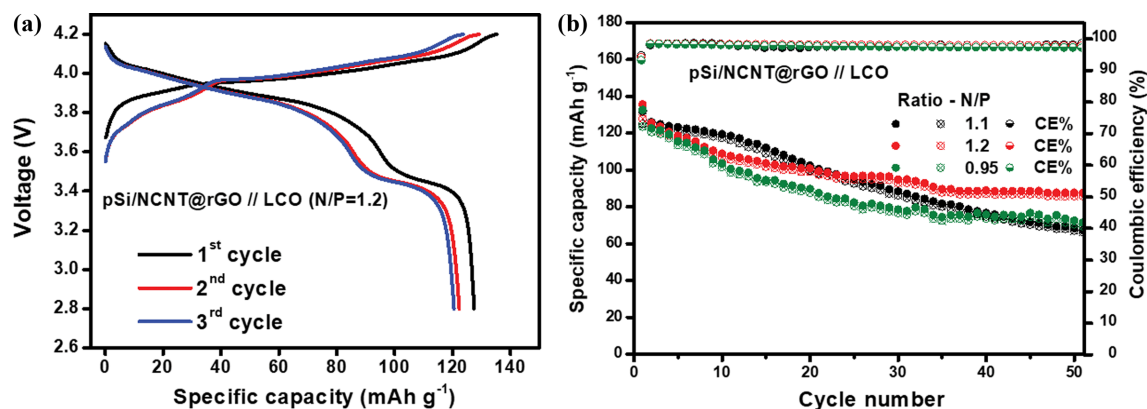 (a)
4.2
4.0
3.8
3.6
3.4
3.2
3.0
2.8
2.6
Voltage (V)
pSi/NCNT@rGO // LCO (N/P=1.2)
1st cycle
2nd cycle
3rd cycle
0 20 40 60 80 100 120 140
Specific capacity (mAh g-1)
(b)
180
160
140
120
100
80
60
40
20
0
Specific capacity (mAh g-1)
pSi/NCNT@rGO // LCO
Ratio - N/P
1.1 CE%
1.2 CE%
0.95 CE%
100
90
80
70
60
50
40
30
20
10
0
Coulombic efficiency (%)
0 10 20 30 40 50
Cycle number